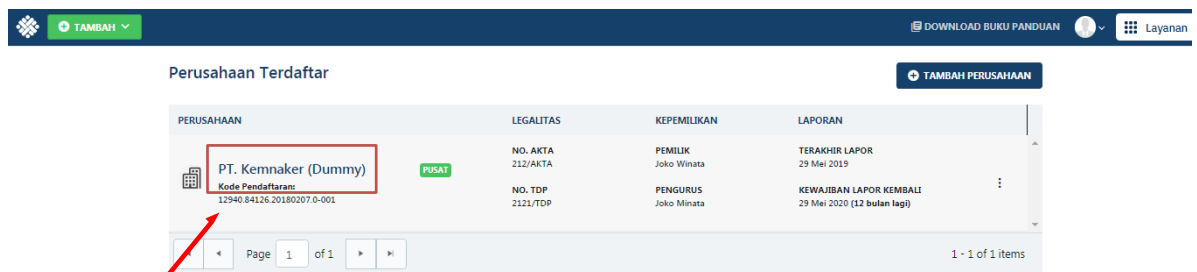 TAMBAH
DOWNLOAD BUKU PANDUAN
Layanan
Perusahaan Terdaftar
TAMBAH PERUSAHAAN
PERUSAHAAN LEGALITAS KEPEMILIKAN LAPORAN
PT. Kemnaker (Dummy)
Kode Pendaftaran:
12940.84126.20180207.0-001
PUSAT
NO. AKTA
212/AKTA
NO. TDP
2121/TDP
PEMILIK
Joko Winata
PENGURUS
Joko Minata
TERAKHIR LAPOR
29 Mei 2019
KEWAJIBAN LAPOR KEMBALI
29 Mei 2020 (12 bulan lagi)
Page 1 of 1
1 - 1 of 1 items